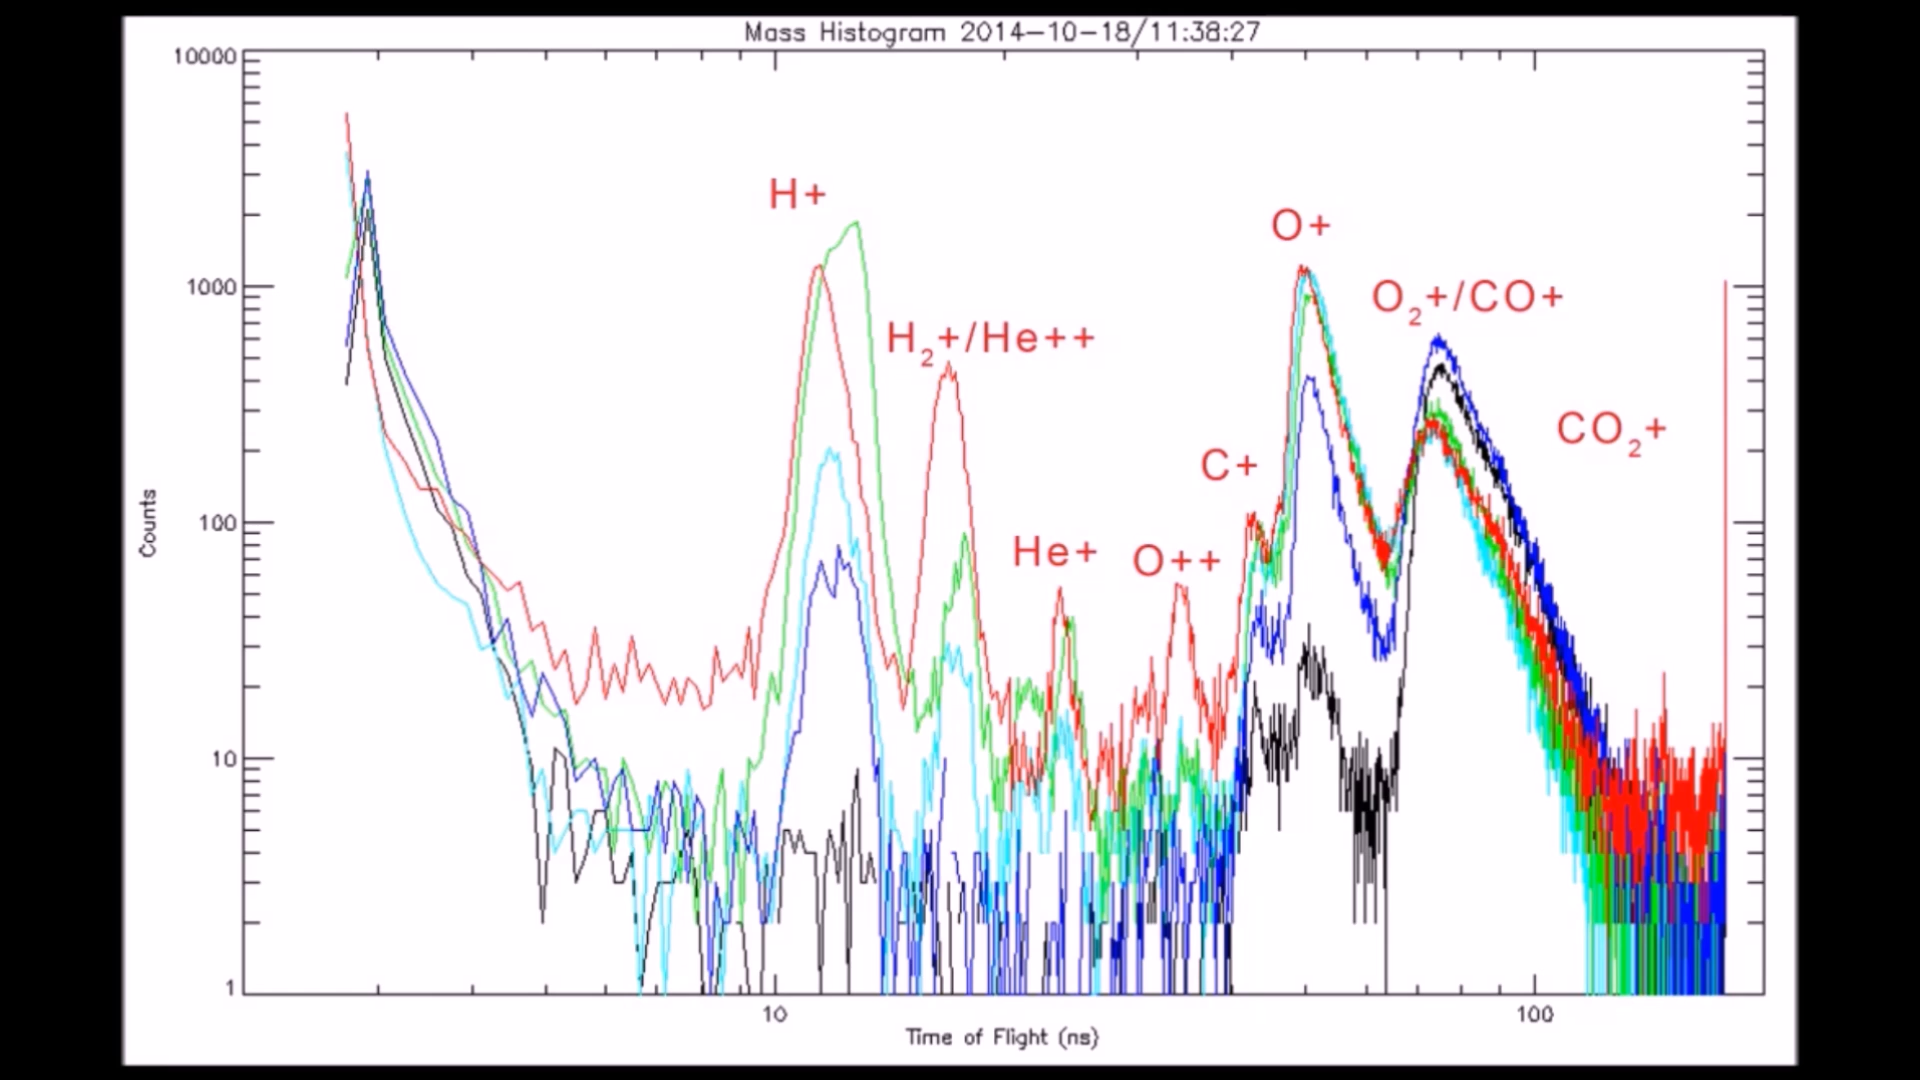 Mass Histogram 2014-10-18/11:38:27
10000
1000
100
10
1
Counts
H+
H2+/He++
He+
O++
C+
O+
O2+/CO+
CO2+
10
100
Time of Flight (ns)